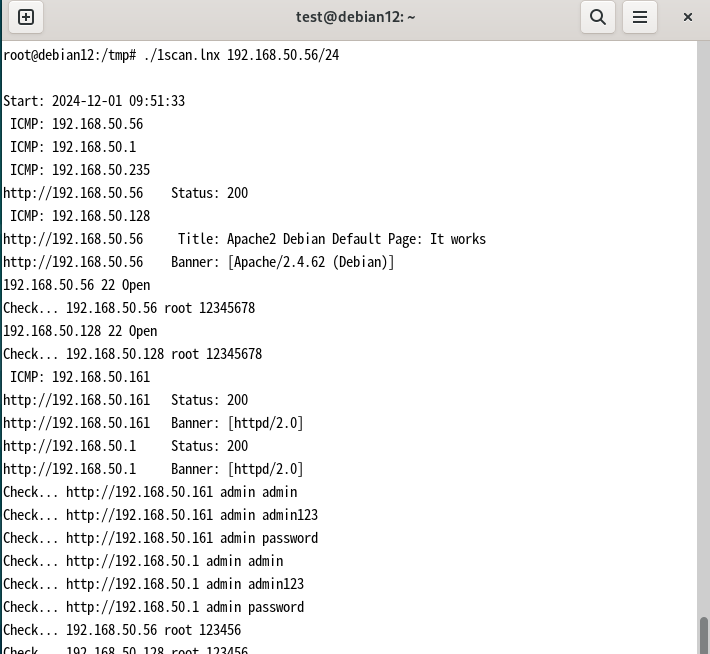 test@debian12: ~
root@debian12:/tmp# ./1scan.lnx 192.168.50.56/24
Start: 2024-12-01 09:51:33
ICMP: 192.168.50.56
ICMP: 192.168.50.1
ICMP: 192.168.50.235
http://192.168.50.56    Status: 200
ICMP: 192.168.50.128
http://192.168.50.56     Title: Apache2 Debian Default Page: It works
http://192.168.50.56    Banner: [Apache/2.4.62 (Debian)]
192.168.50.56 22 Open
Check... 192.168.50.56 root 12345678
192.168.50.128 22 Open
Check... 192.168.50.128 root 12345678
ICMP: 192.168.50.161
http://192.168.50.161   Status: 200
http://192.168.50.161   Banner: [httpd/2.0]
http://192.168.50.1     Status: 200
http://192.168.50.1     Banner: [httpd/2.0]
Check... http://192.168.50.161 admin admin
Check... http://192.168.50.161 admin admin123
Check... http://192.168.50.161 admin password
Check... http://192.168.50.1 admin admin
Check... http://192.168.50.1 admin admin123
Check... http://192.168.50.1 admin password
Check... 192.168.50.56 root 123456
Check... 192.168.50.128 root 123456